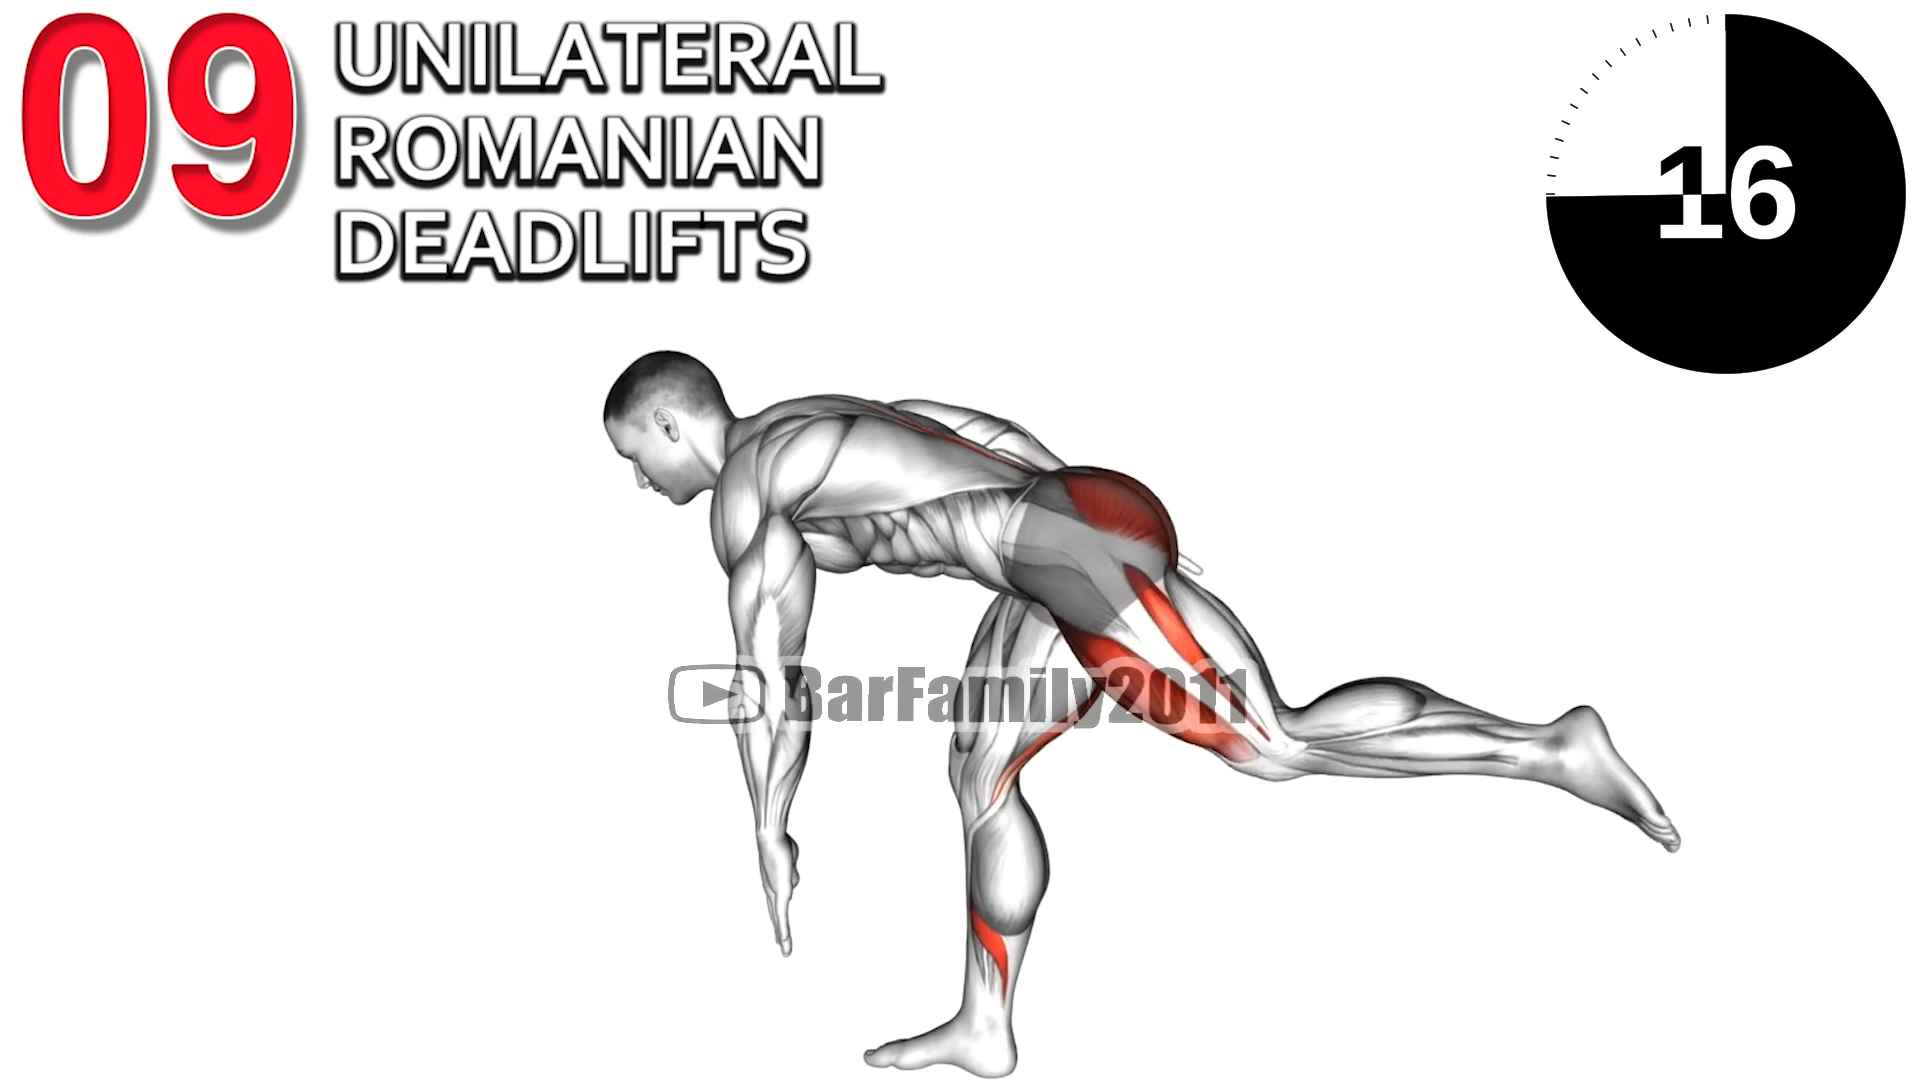 09
UNILATERAL
ROMANIAN
DEADLIFTS
16
BarFamily2011